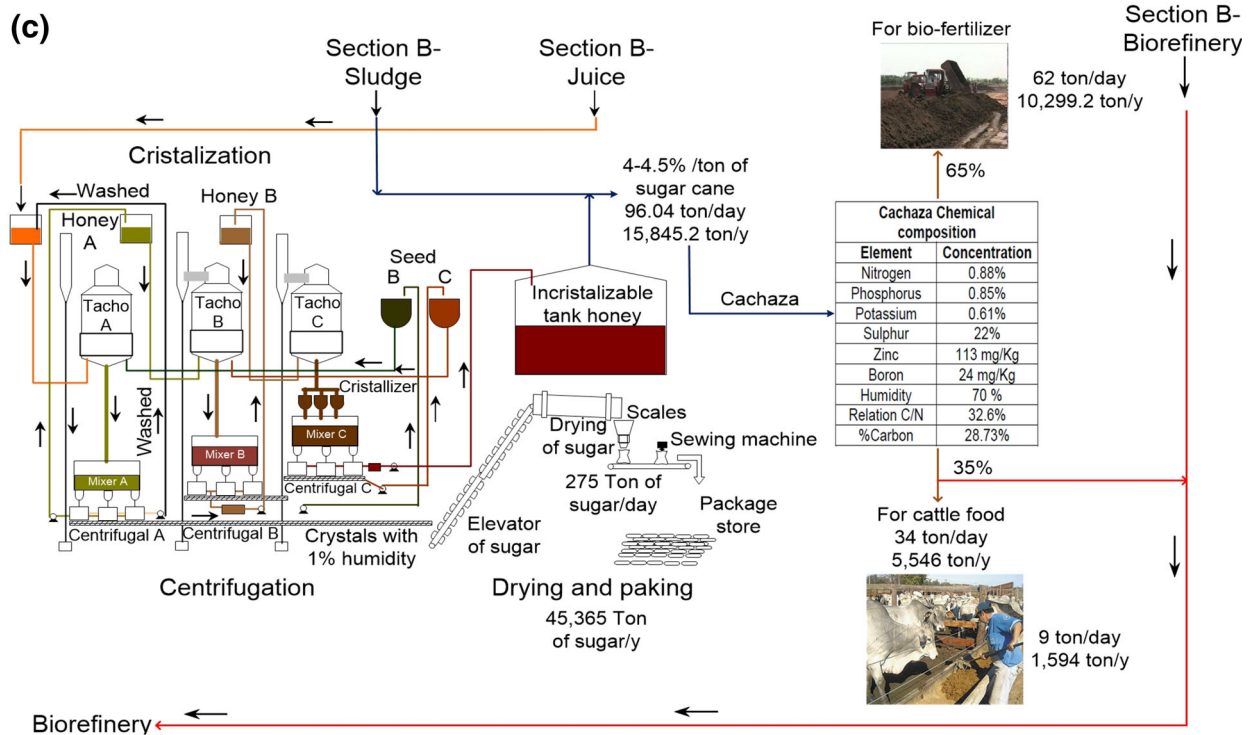 (c)
Section B-
Sludge
Section B-
Juice
Section B-
Biorefinery
For bio-fertilizer
62 ton/day
10,299.2 ton/y
65%
Cristalization
Washed
Honey
A
Honey B
4-4.5% /ton of
sugar cane
96.04 ton/day
15,845.2 ton/y
Seed
B
C
Tacho
A
Tacho
B
Tacho
C
Incristalizable
tank honey
Cachaza
Cachaza Chemical
composition
Element Concentration
Nitrogen 0.88%
Phosphorus 0.85%
Potassium 0.61%
Sulphur 22%
Zinc 113 mg/Kg
Boron 24 mg/Kg
Humidity 70 %
Relation C/N 32.6%
%Carbon 28.73%
Washed
Cristallizer
Mixer A
Mixer B
Mixer C
Centrifugal A
Centrifugal B
Centrifugal C
Crystals with
1% humidity
Centrifugation
Elevator
of sugar
Drying
of sugar
Scales
Sewing machine
275 Ton of
sugar/day
Package
store
Drying and paking
45,365 Ton
of sugar/y
35%
For cattle food
34 ton/day
5,546 ton/y
9 ton/day
1,594 ton/y
Biorefinery